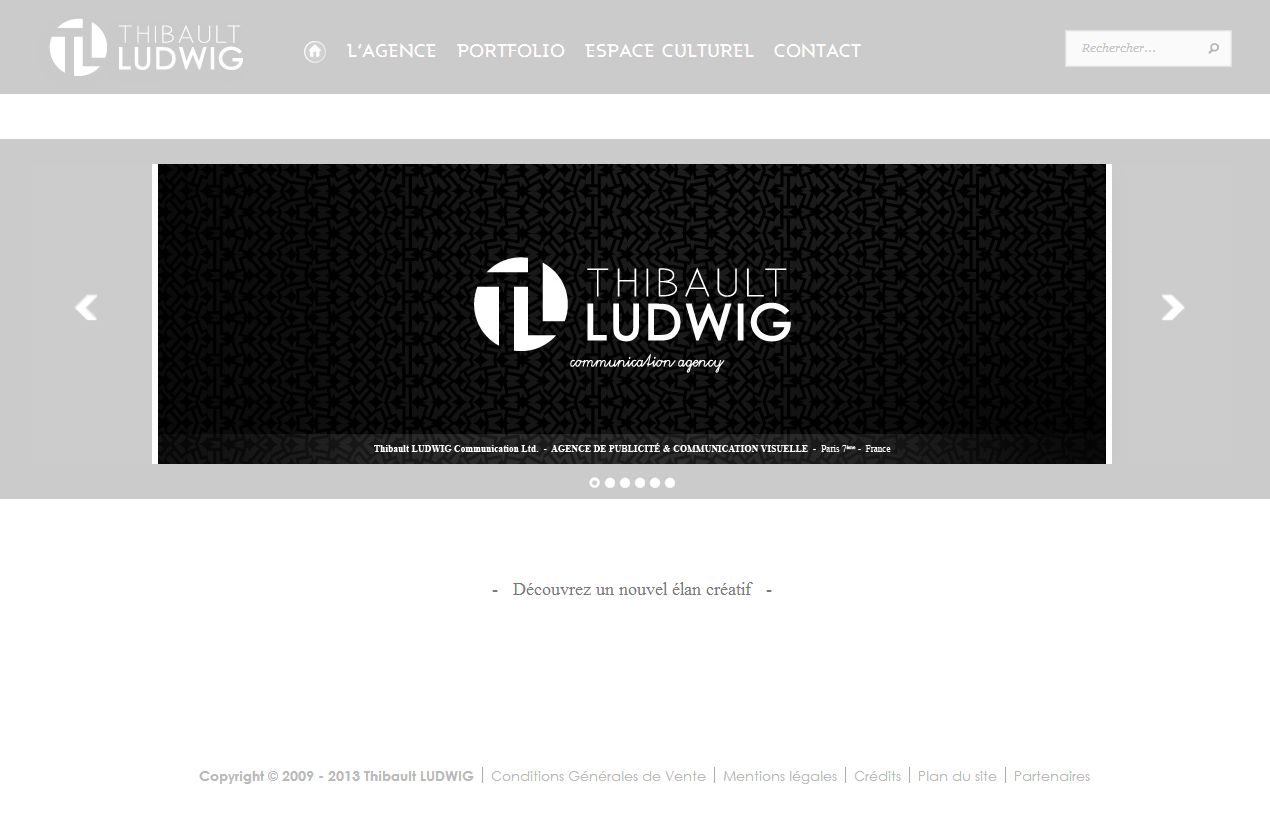 TL THIBAULT
LUDWIG
L'AGENCE PORTFOLIO ESPACE CULTUREL CONTACT
Rechercher…
TL THIBAULT
LUDWIG
communication agency
Thibault LUDWIG Communication Ltd. - AGENCE DE PUBLICITÉ & COMMUNICATION VISUELLE - Paris 7ème - France
- Découvrez un nouvel élan créatif -
Copyright © 2009 - 2013 Thibault LUDWIG | Conditions Générales de Vente | Mentions légales | Crédits | Plan du site | Partenaires